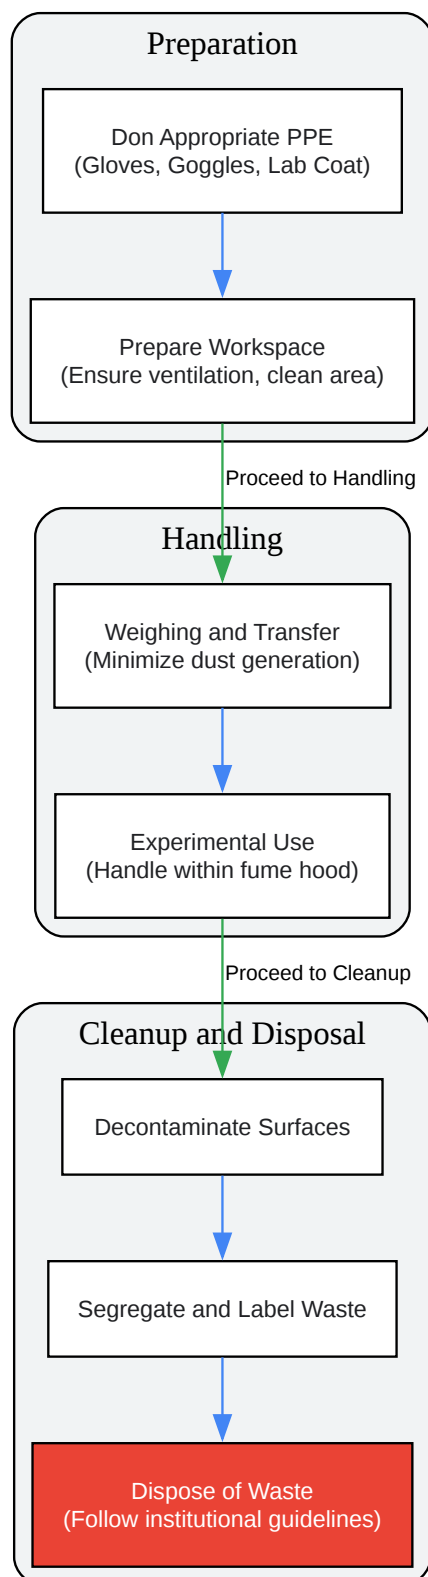 Preparation
Don Appropriate PPE
(Gloves, Goggles, Lab Coat)
Prepare Workspace
(Ensure ventilation, clean area)
Proceed to Handling
Handling
Weighing and Transfer
(Minimize dust generation)
Experimental Use
(Handle within fume hood)
Proceed to Cleanup
Cleanup and Disposal
Decontaminate Surfaces
Segregate and Label Waste
Dispose of Waste
(Follow institutional guidelines)